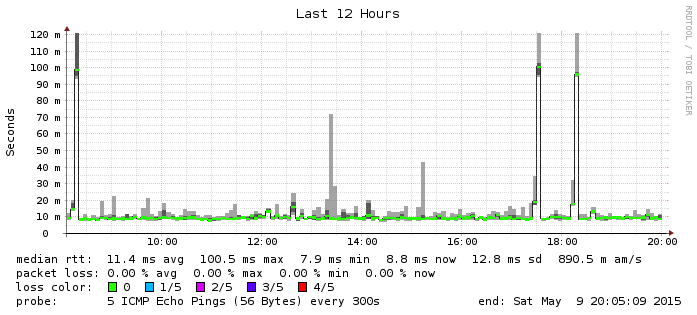 Last 12 Hours
RRDTOOL / TOBI OETIKER
Seconds
120 m
110 m
100 m
90 m
80 m
70 m
60 m
50 m
40 m
30 m
20 m
10 m
0
10:00 12:00 14:00 16:00 18:00 20:00
median rtt: 11.4 ms avg 100.5 ms max 7.9 ms min 8.8 ms now 12.8 ms sd 890.5 m am/s
packet loss: 0.00 % avg 0.00 % max 0.00 % min 0.00 % now
loss color: 0 1/5 2/5 3/5 4/5
probe: 5 ICMP Echo Pings (56 Bytes) every 300s end: Sat May 9 20:05:09 2015